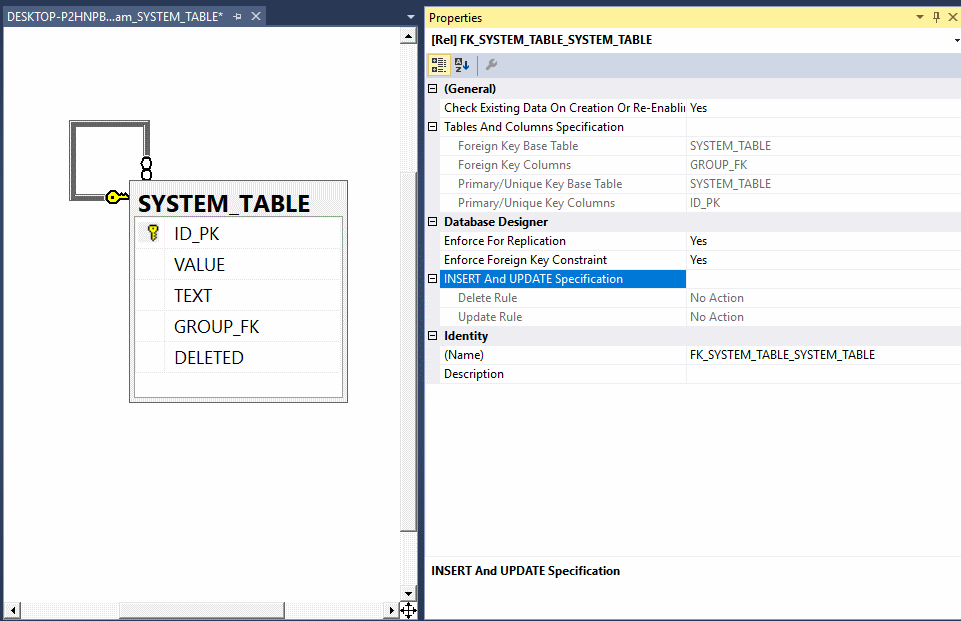 DESKTOP-P2HNPB...am_SYSTEM_TABLE*
SYSTEM_TABLE
ID_PK
VALUE
TEXT
GROUP_FK
DELETED
Properties
[Rel] FK_SYSTEM_TABLE_SYSTEM_TABLE
(General)
Check Existing Data On Creation Or Re-Enablin Yes
Tables And Columns Specification
Foreign Key Base Table SYSTEM_TABLE
Foreign Key Columns GROUP_FK
Primary/Unique Key Base Table SYSTEM_TABLE
Primary/Unique Key Columns ID_PK
Database Designer
Enforce For Replication Yes
Enforce Foreign Key Constraint Yes
INSERT And UPDATE Specification
Delete Rule No Action
Update Rule No Action
Identity
(Name) FK_SYSTEM_TABLE_SYSTEM_TABLE
Description
INSERT And UPDATE Specification